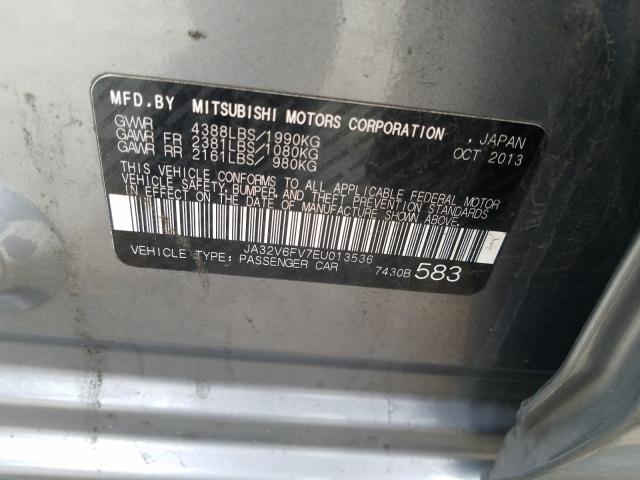 MFD.BY MITSUBISHI MOTORS CORPORATION , JAPAN
GVWR 4388LBS/1990KG OCT 2013
GAWR FR 2381LBS/1080KG
GAWR RR 2161LBS/ 980KG
THIS VEHICLE CONFORMS TO ALL APPLICABLE FEDERAL MOTOR
VEHICLE SAFETY, BUMPER, AND THEFT PREVENTION STANDARDS
IN EFFECT ON THE DATE OF MANUFACTURE SHOWN ABOVE.
JA32V6FV7EU013536
VEHICLE TYPE: PASSENGER CAR 7430B 583